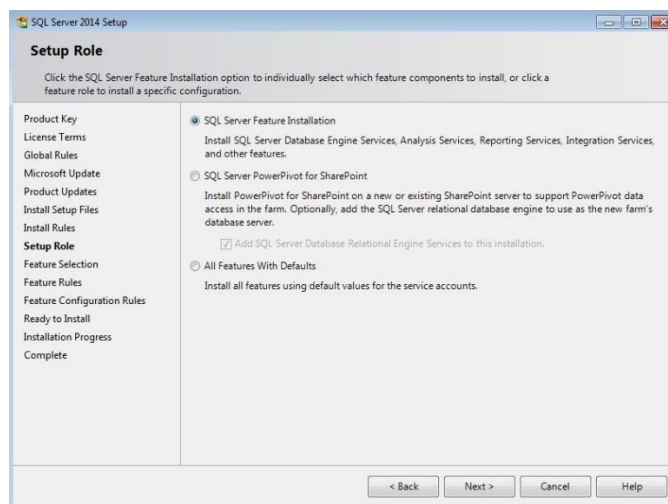 SQL Server 2014 Setup
Setup Role
Click the SQL Server Feature Installation option to individually select which feature components to install, or click a
feature role to install a specific configuration.
Product Key
License Terms
Global Rules
Microsoft Update
Product Updates
Install Setup Files
Install Rules
Setup Role
Feature Selection
Feature Rules
Feature Configuration Rules
Ready to Install
Installation Progress
Complete
SQL Server Feature Installation
Install SQL Server Database Engine Services, Analysis Services, Reporting Services, Integration Services,
and other features.
SQL Server PowerPivot for SharePoint
Install PowerPivot for SharePoint on a new or existing SharePoint server to support PowerPivot data
access in the farm. Optionally, add the SQL Server relational database engine to use as the new farm's
database server.
Add SQL Server Database Relational Engine Services to this installation.
All Features With Defaults
Install all features using default values for the service accounts.
< Back
Next >
Cancel
Help